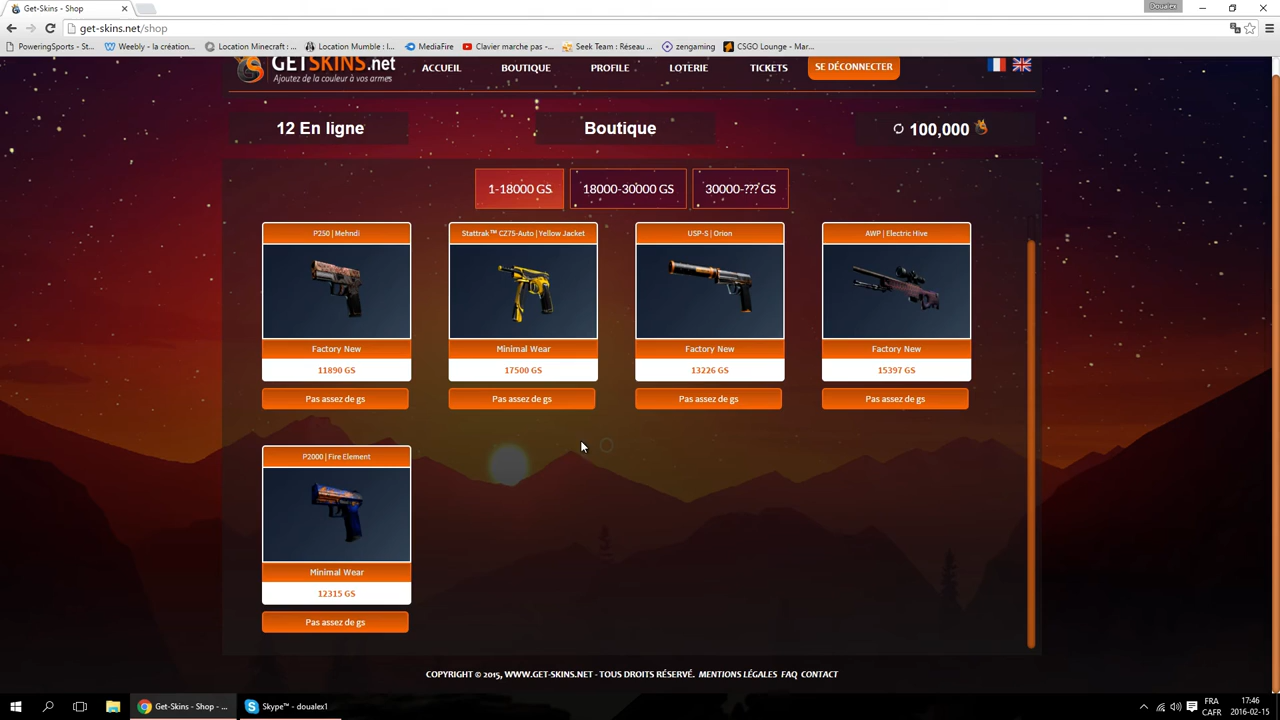 Get-Skins - Shop
Doualex
get-skins.net/shop
PoweringSports - St...
Weebly - la création...
Location Minecraft : ...
Location Mumble : l...
MediaFire
Clavier marche pas -...
Seek Team : Réseau ...
zengaming
CSGO Lounge - Mar...
GETSKINS.net
Ajoutez de la couleur à vos armes
ACCUEIL
BOUTIQUE
PROFILE
LOTERIE
TICKETS
SE DÉCONNECTER
12 En ligne
Boutique
100,000
1-18000 GS
18000-30000 GS
30000-??? GS
P250 | Mehndi
Stattrak™ CZ75-Auto | Yellow Jacket
USP-S | Orion
AWP | Electric Hive
Factory New
Minimal Wear
Factory New
Factory New
11890 GS
17500 GS
13226 GS
15397 GS
Pas assez de gs
Pas assez de gs
Pas assez de gs
Pas assez de gs
P2000 | Fire Element
Minimal Wear
12315 GS
Pas assez de gs
COPYRIGHT © 2015, WWW.GET-SKINS.NET - TOUS DROITS RÉSERVÉ. MENTIONS LÉGALES FAQ CONTACT
Get-Skins - Shop - ...
Skype™ - doualex1
FRA
CAFR
17:46
2016-02-15